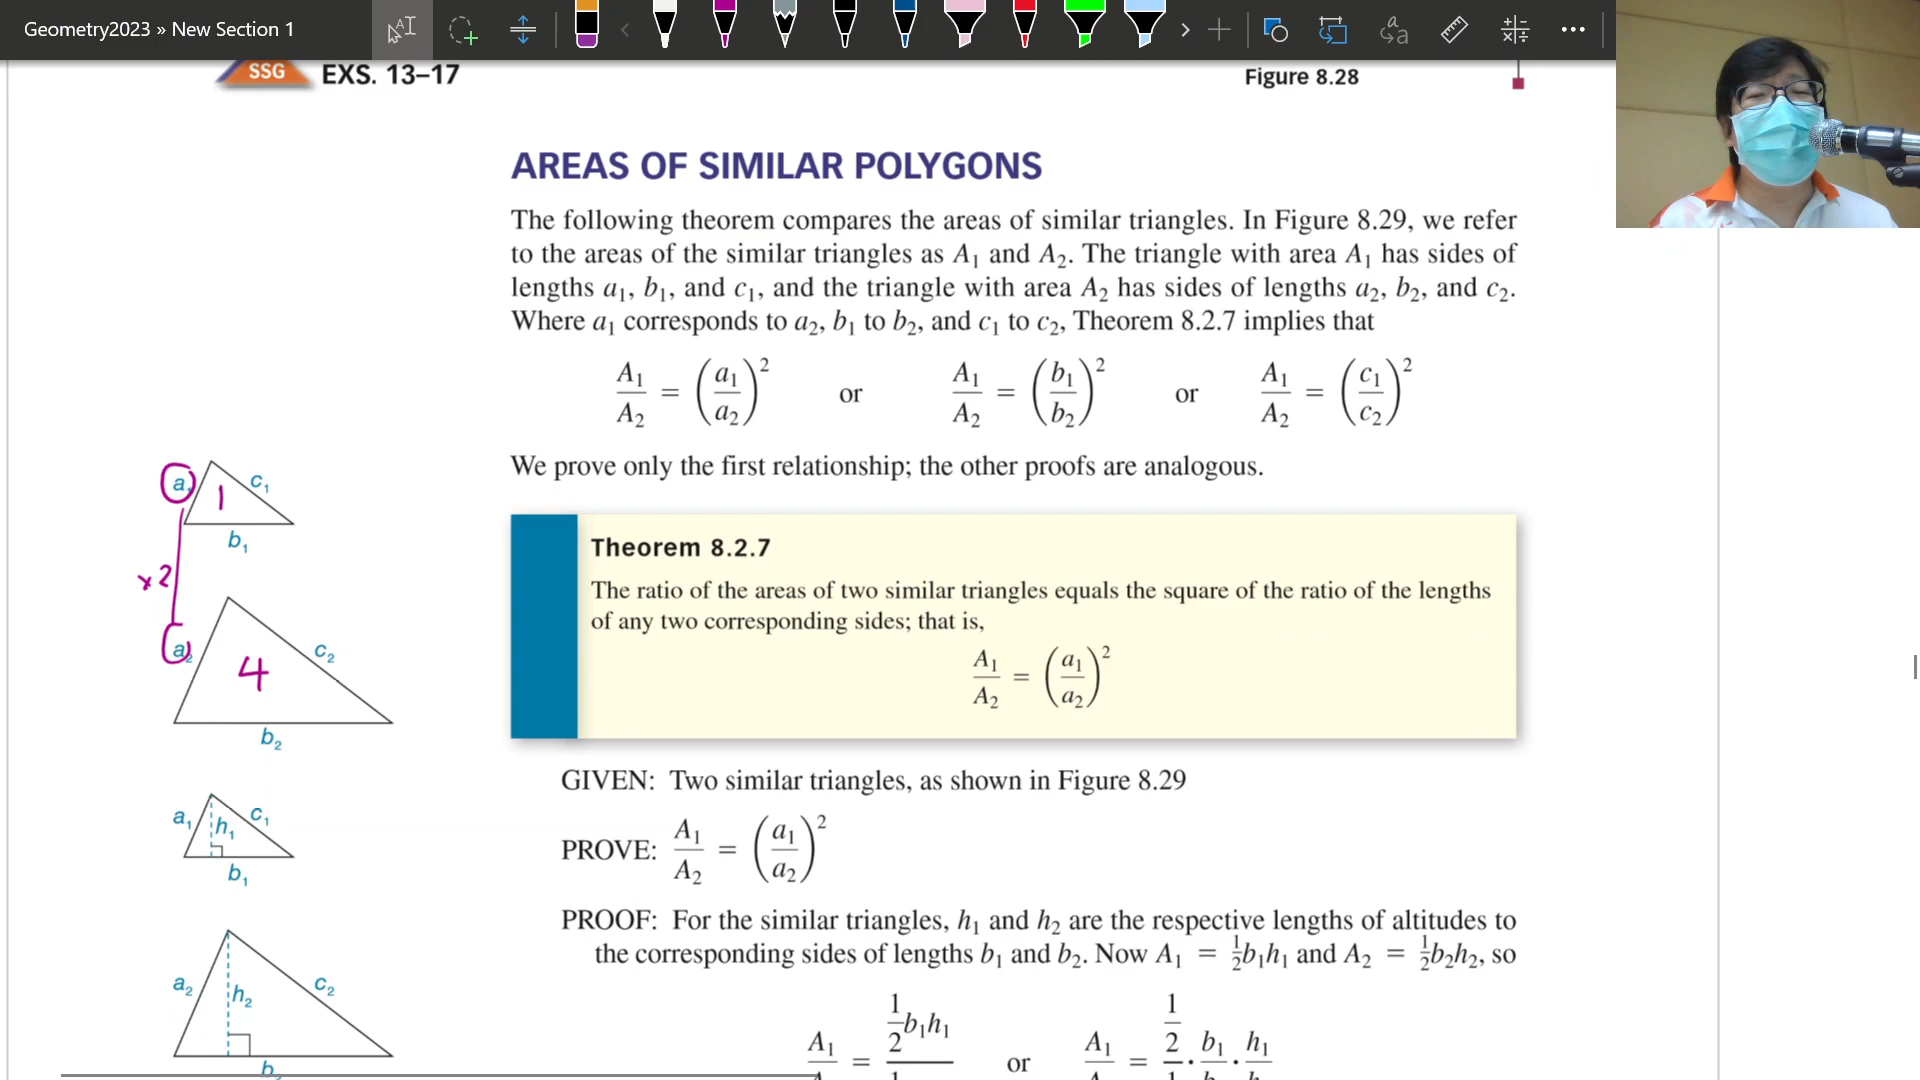 Geometry2023 » New Section 1
SSG EXS. 13–17
Figure 8.28
AREAS OF SIMILAR POLYGONS
The following theorem compares the areas of similar triangles. In Figure 8.29, we refer
to the areas of the similar triangles as A₁ and A₂. The triangle with area A₁ has sides of
lengths a₁, b₁, and c₁, and the triangle with area A₂ has sides of lengths a₂, b₂, and c₂.
Where a₁ corresponds to a₂, b₁ to b₂, and c₁ to c₂, Theorem 8.2.7 implies that
A₁/A₂ = (a₁/a₂)² or A₁/A₂ = (b₁/b₂)² or A₁/A₂ = (c₁/c₂)²
We prove only the first relationship; the other proofs are analogous.
a 1 c₁
b₁
×2
a₂ 4 c₂
b₂
Theorem 8.2.7
The ratio of the areas of two similar triangles equals the square of the ratio of the lengths
of any two corresponding sides; that is,
A₁/A₂ = (a₁/a₂)²
GIVEN: Two similar triangles, as shown in Figure 8.29
PROVE: A₁/A₂ = (a₁/a₂)²
a₁ h₁ c₁
b₁
PROOF: For the similar triangles, h₁ and h₂ are the respective lengths of altitudes to
the corresponding sides of lengths b₁ and b₂. Now A₁ = ½b₁h₁ and A₂ = ½b₂h₂, so
a₂ h₂ c₂
b
A₁ = ½b₁h₁ or A₁ = ½ · b₁ · h₁